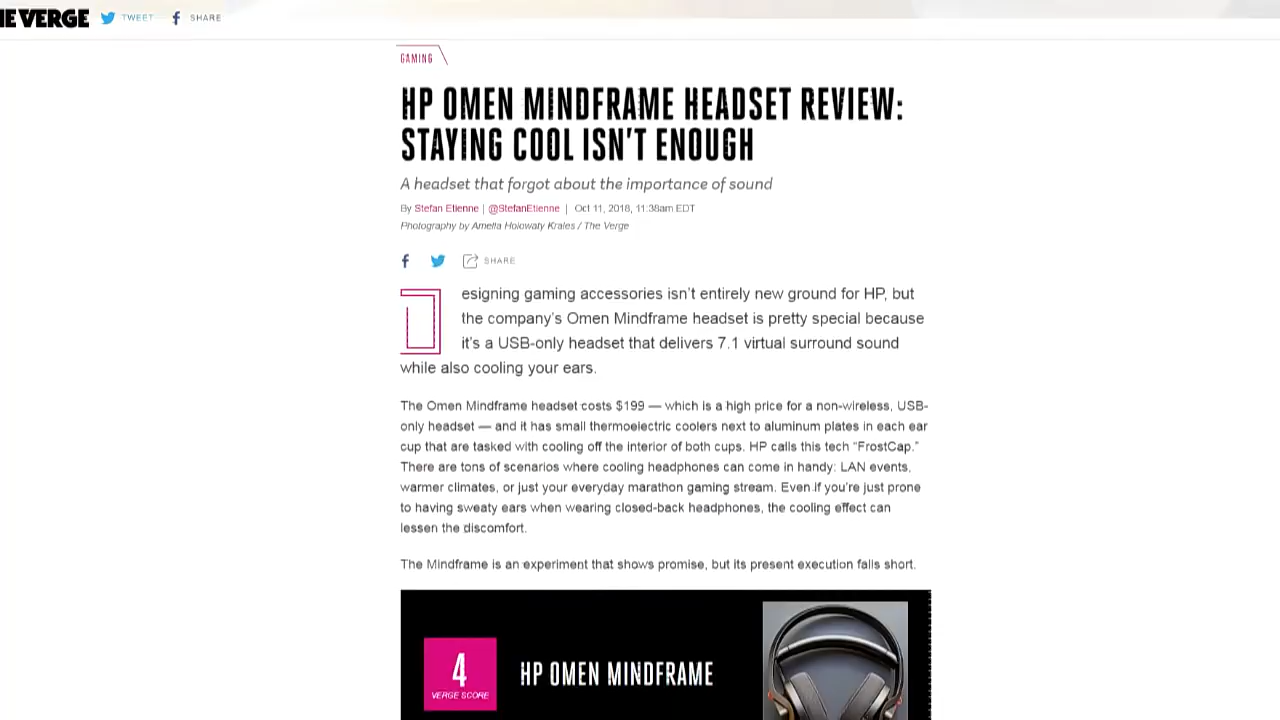 E VERGE TWEET SHARE
GAMING
HP OMEN MINDFRAME HEADSET REVIEW:
STAYING COOL ISN'T ENOUGH
A headset that forgot about the importance of sound
By Stefan Etienne | @StefanEtienne | Oct 11, 2018, 11:38am EDT
Photography by Amelia Holowaty Krales / The Verge
SHARE
Designing gaming accessories isn't entirely new ground for HP, but
the company's Omen Mindframe headset is pretty special because
it's a USB-only headset that delivers 7.1 virtual surround sound
while also cooling your ears.
The Omen Mindframe headset costs $199 — which is a high price for a non-wireless, USB-
only headset — and it has small thermoelectric coolers next to aluminum plates in each ear
cup that are tasked with cooling off the interior of both cups. HP calls this tech “FrostCap.”
There are tons of scenarios where cooling headphones can come in handy: LAN events,
warmer climates, or just your everyday marathon gaming stream. Even if you're just prone
to having sweaty ears when wearing closed-back headphones, the cooling effect can
lessen the discomfort.
The Mindframe is an experiment that shows promise, but its present execution falls short.
4
VERGE SCORE
HP OMEN MINDFRAME